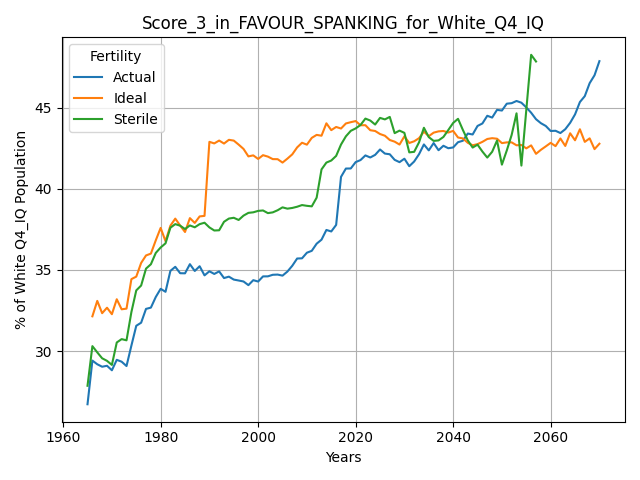 Score_3_in_FAVOUR_SPANKING_for_White_Q4_IQ
Fertility
Actual
Ideal
Sterile
% of White Q4_IQ Population
45
40
35
30
1960
1980
2000
2020
2040
2060
Years